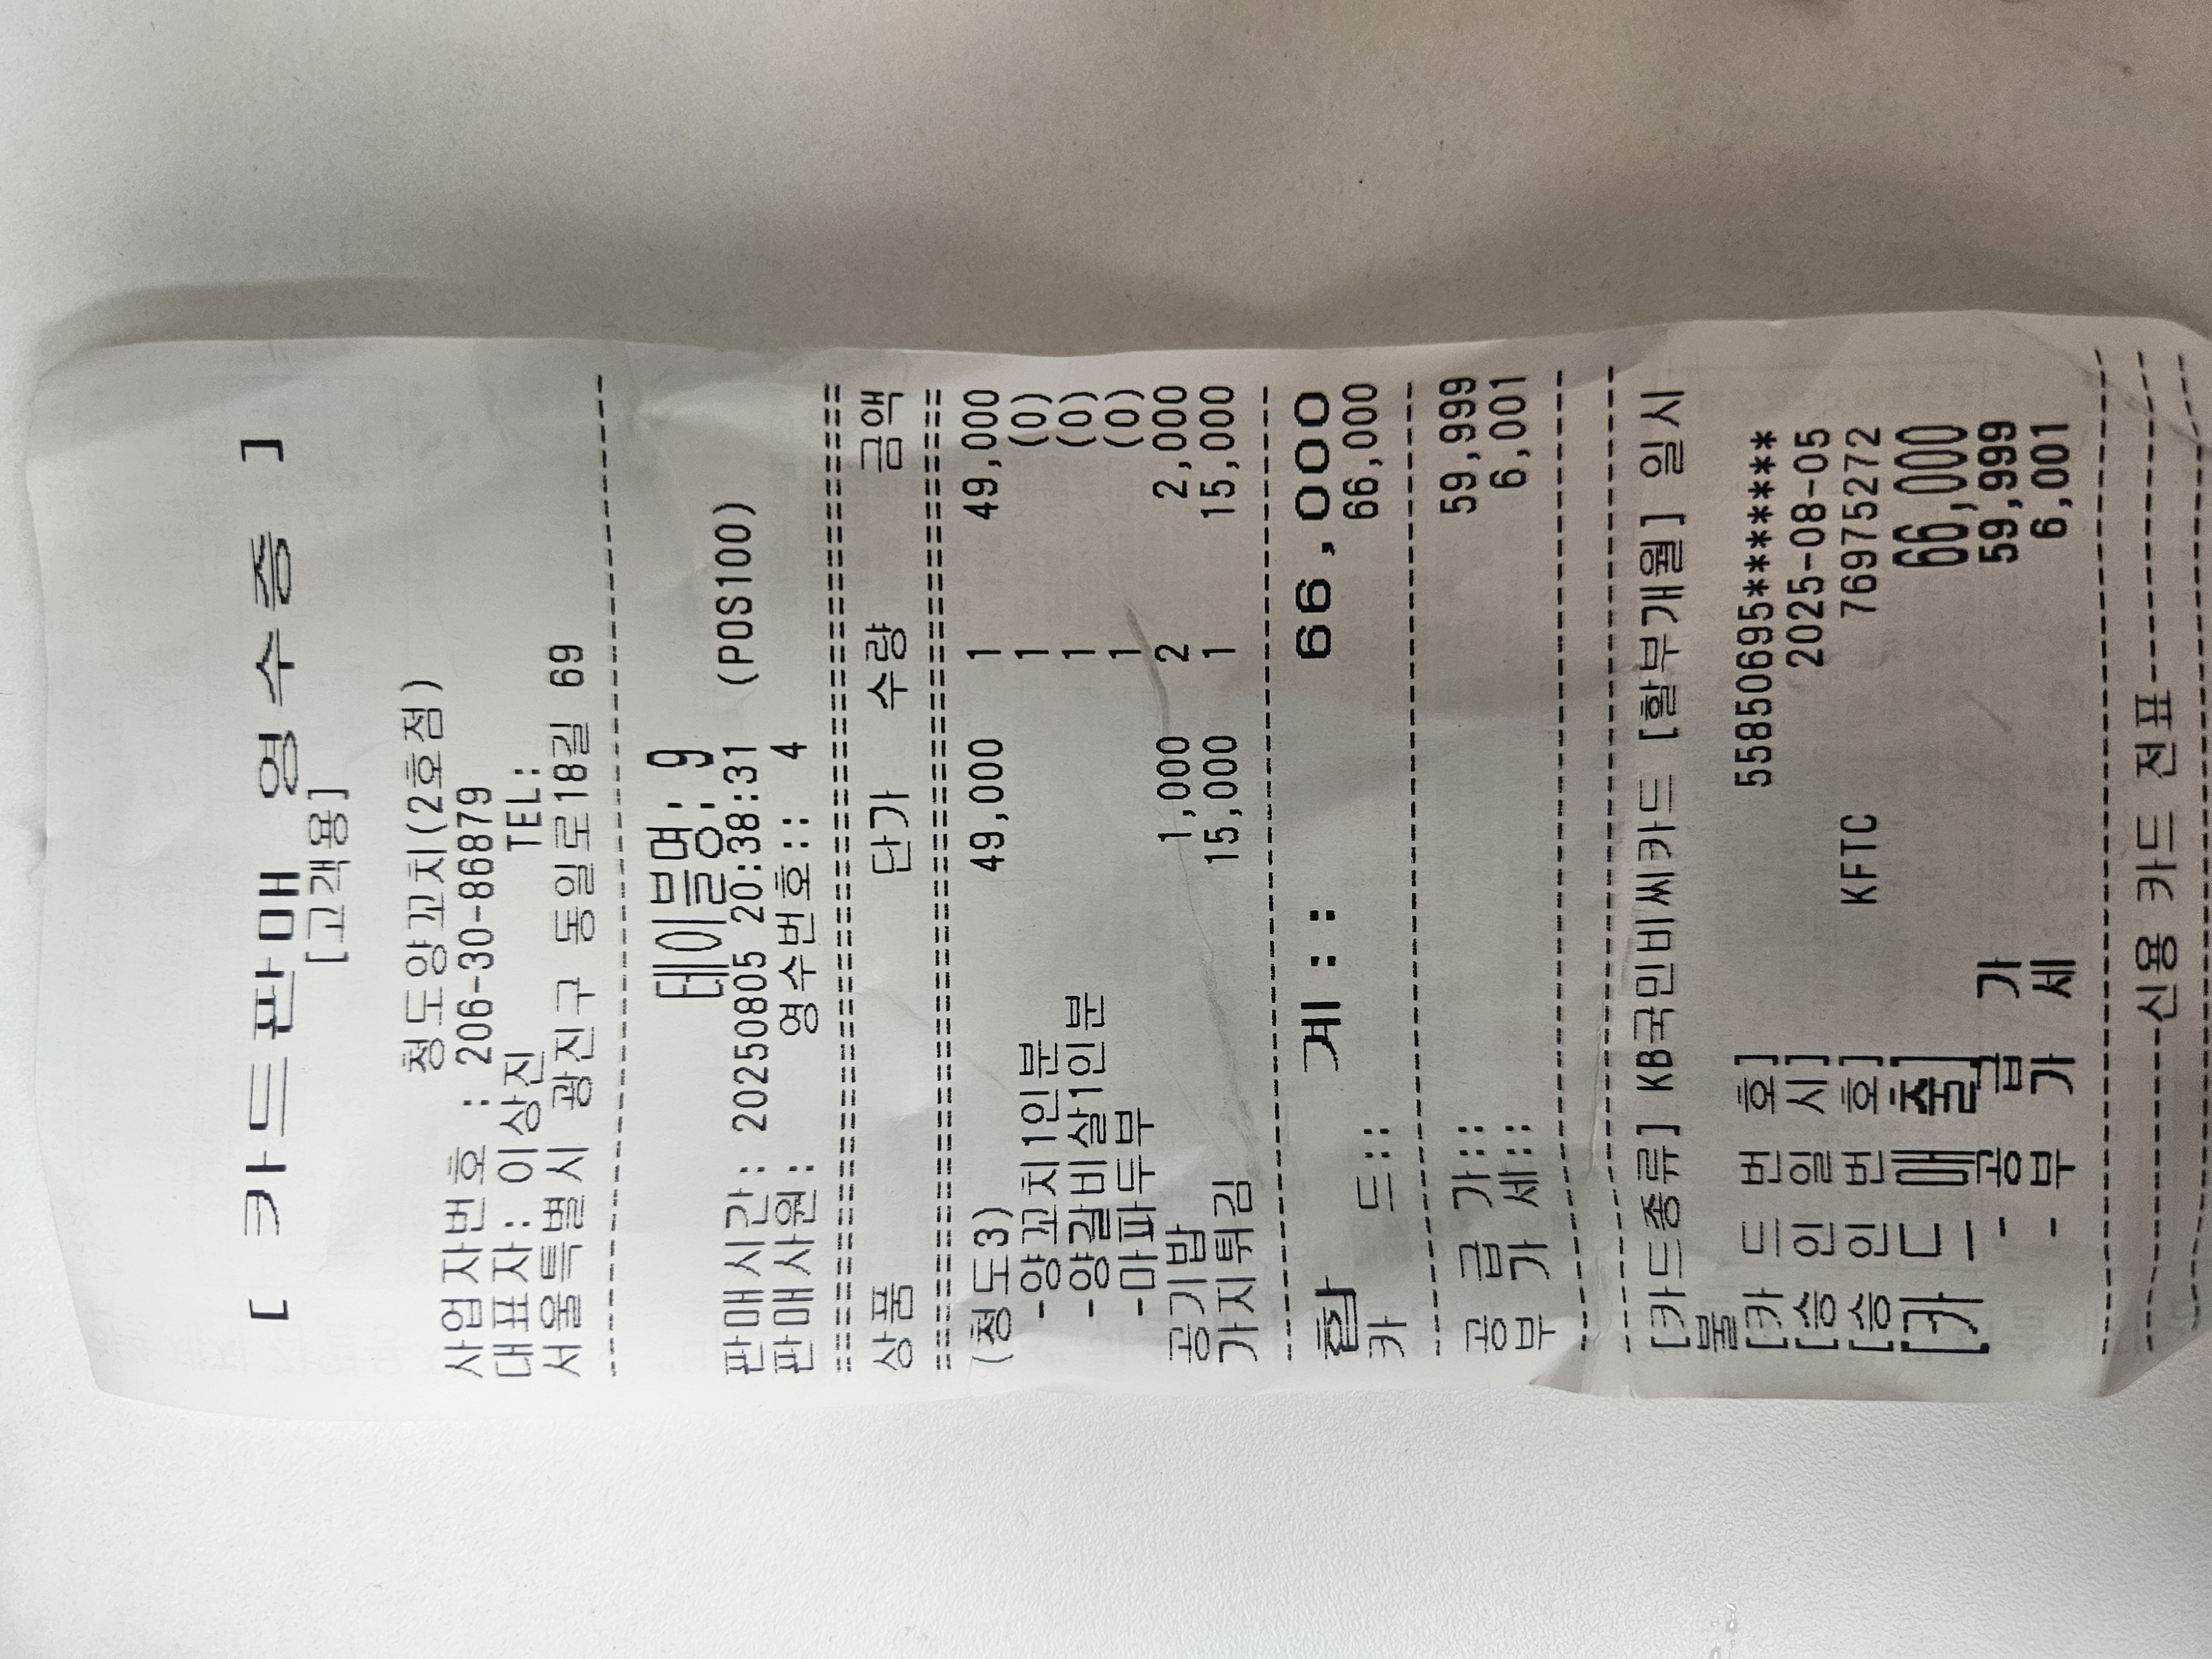 [ 카드판매 영수증 ]
[고객용]
청도양꼬치(2호점)
사업자번호 : 206-30-86879
대표자: 이상진 TEL:
서울특별시 광진구 동일로18길 69
테이블명: 9
판매시간: 20250805 20:38:31 (POS100)
판매사원: 영수번호:: 4
상품 단가 수량 금액
(청도3) 49,000 1 49,000
-양꼬치1인분 1 (0)
-양갈비살1인분 1 (0)
-마파두부 1 (0)
공기밥 1,000 2 2,000
가지튀김 15,000 1 15,000
합 계:: 66,000
카 드:: 66,000
공 급 가:: 59,999
부 가 세:: 6,001
[카드종류] KB국민비씨카드 [할부개월] 일시
불
[카 드 번 호] 55850695*******
[승 인 일 시] 2025-08-05
[승 인 번 호] KFTC 76975272
[카 드 매 출] 66,000
- 공 급 가 59,999
- 부 가 세 6,001
------------신용 카드 전표------------